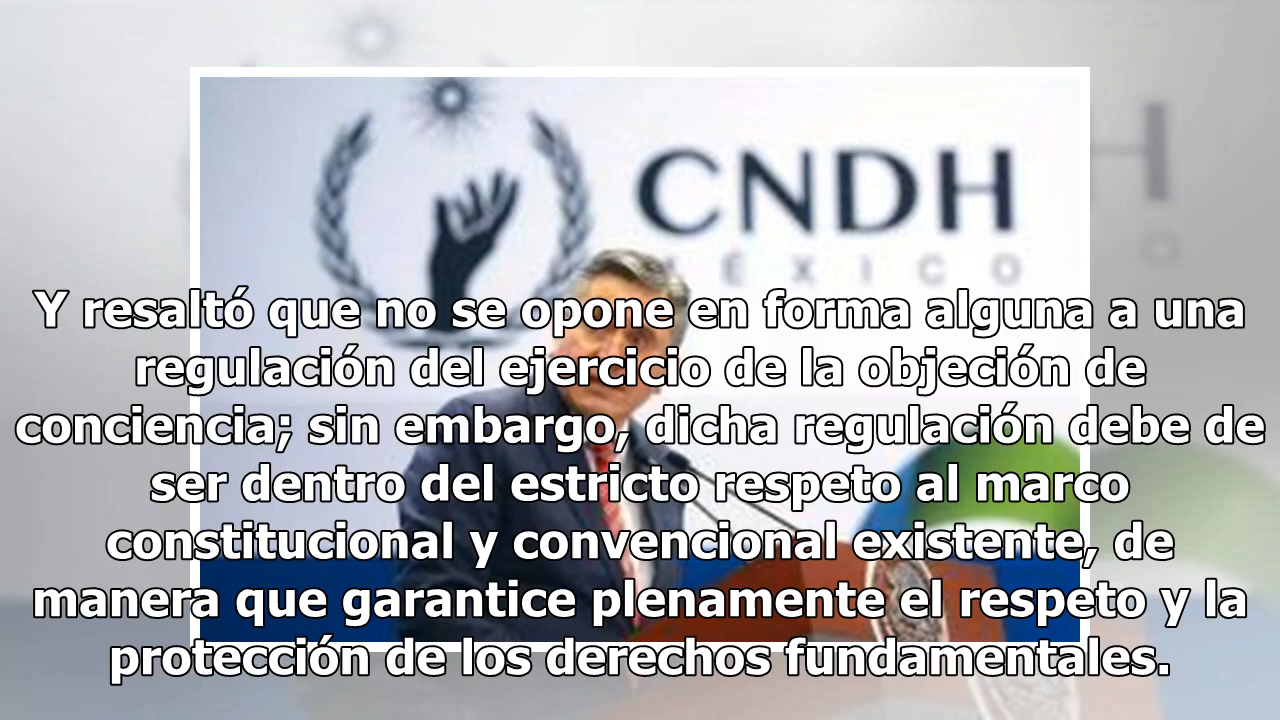 CNDH
MÉXICO
H
Y resaltó que no se opone en forma alguna a una
regulación del ejercicio de la objeción de
conciencia; sin embargo, dicha regulación debe de
ser dentro del estricto respeto al marco
constitucional y convencional existente, de
manera que garantice plenamente el respeto y la
protección de los derechos fundamentales.